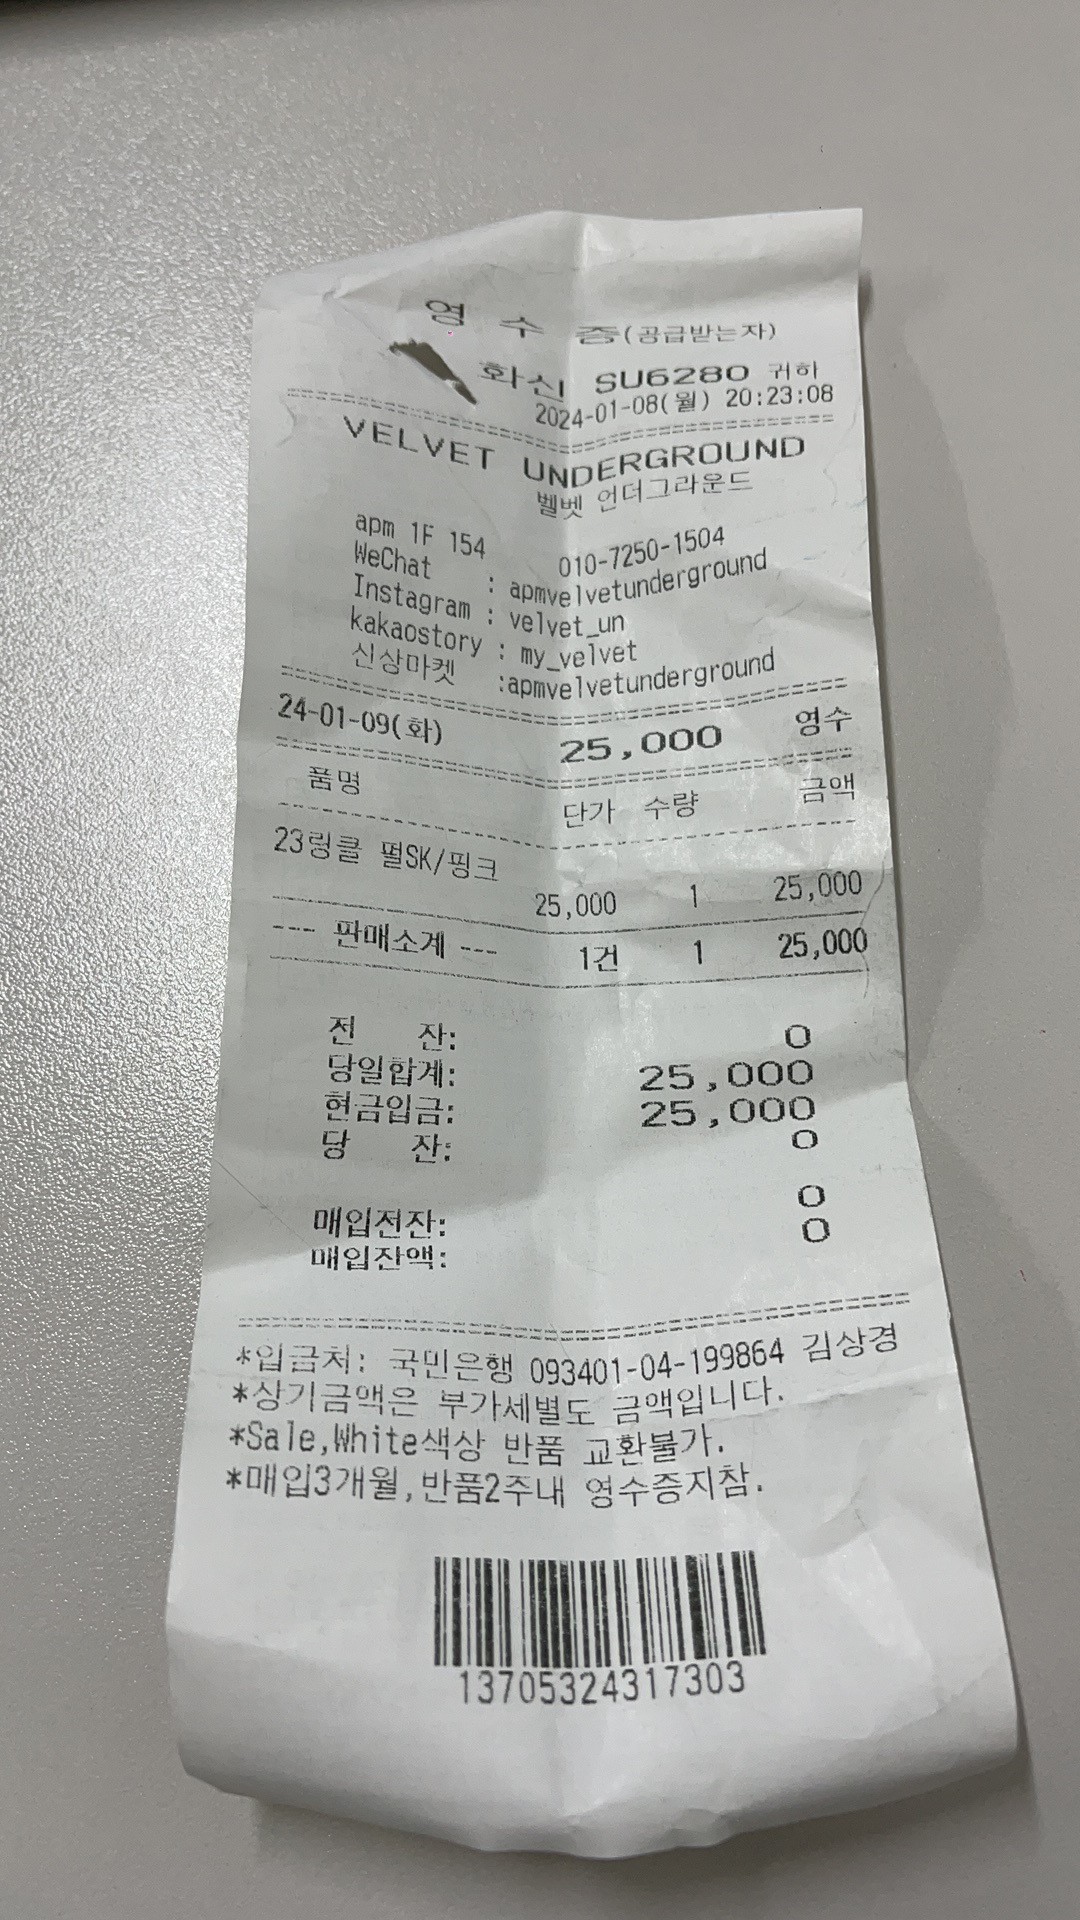 영 수 증(공급받는자)
화신 SU6280 귀하
2024-01-08(월) 20:23:08
VELVET UNDERGROUND
벨벳 언더그라운드
apm 1F 154 010-7250-1504
WeChat : apmvelvetunderground
Instagram : velvet_un
kakaostory : my_velvet
신상마켓 :apmvelvetunderground
24-01-09(화) 25,000 영수
품명 단가 수량 금액
23링클 펄SK/핑크
25,000 1 25,000
--- 판매소계 --- 1건 1 25,000
전 잔: 0
당일합계: 25,000
현금입금: 25,000
당 잔: 0
매입전잔: 0
매입잔액: 0
*입금처: 국민은행 093401-04-199864 김상경
*상기금액은 부가세별도 금액입니다.
*Sale,White색상 반품 교환불가.
*매입3개월,반품2주내 영수증지참.
13705324317303